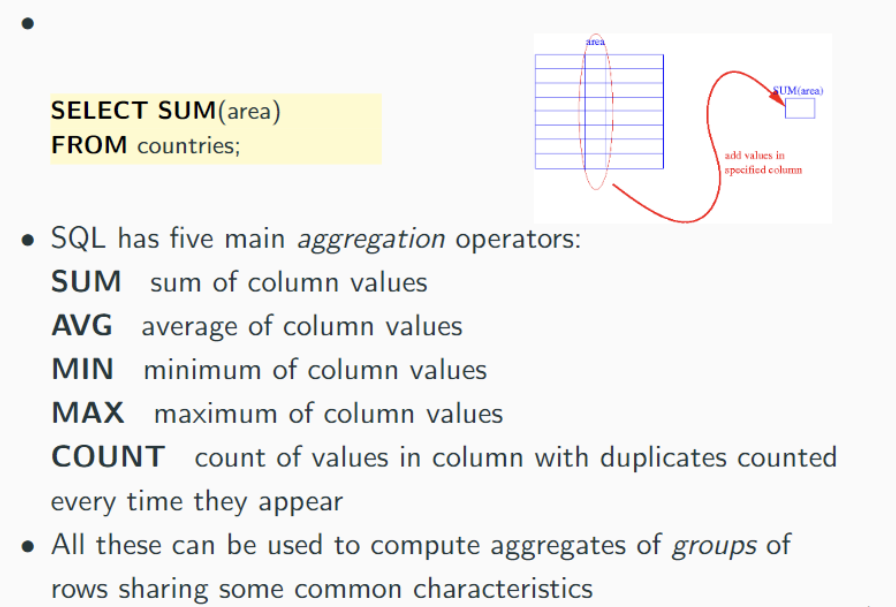 •
SELECT SUM(area)
FROM countries;
area
SUM(area)
add values in
specified column
• SQL has five main aggregation operators:
SUM sum of column values
AVG average of column values
MIN minimum of column values
MAX maximum of column values
COUNT count of values in column with duplicates counted
every time they appear
• All these can be used to compute aggregates of groups of
rows sharing some common characteristics